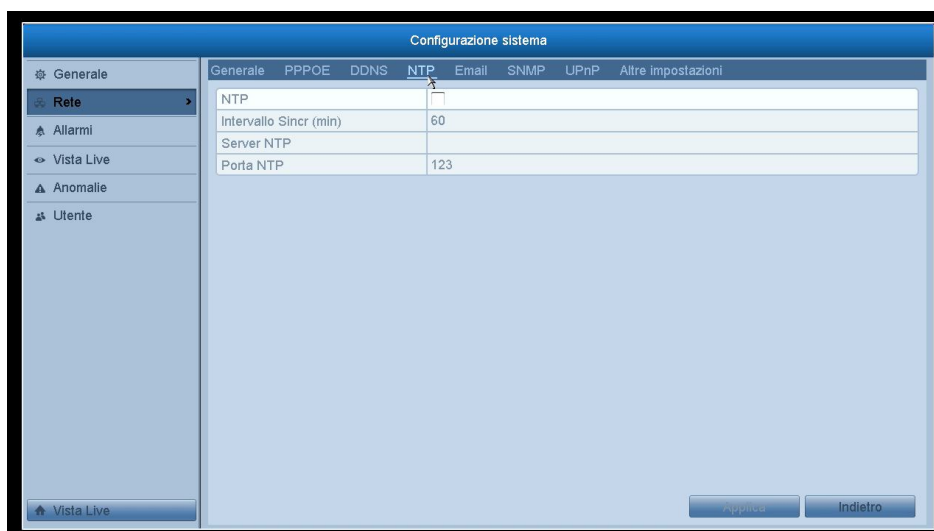 Configurazione sistema
Generale
Rete
Allarmi
Vista Live
Anomalie
Utente
Vista Live
Generale PPPOE DDNS NTP Email SNMP UPnP Altre impostazioni
NTP
Intervallo Sincr (min) 60
Server NTP
Porta NTP 123
Applica Indietro